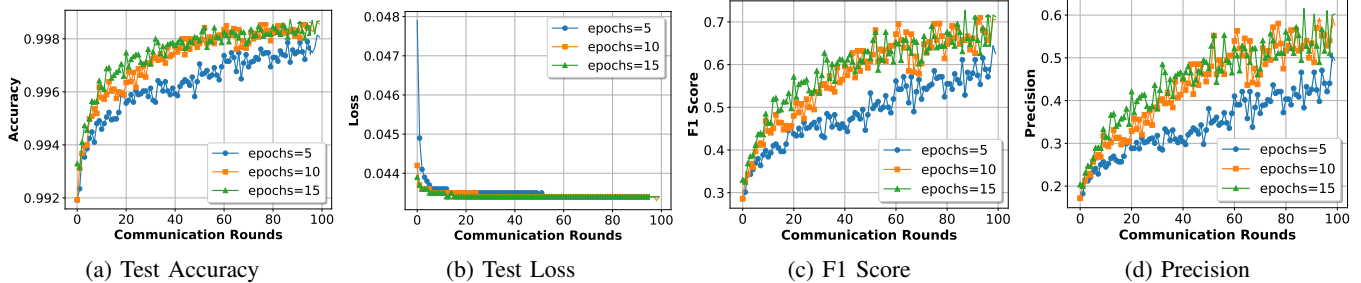 0.998
0.996
0.994
0.992
Accuracy
0 20 40 60 80 100
Communication Rounds
epochs=5
epochs=10
epochs=15
(a) Test Accuracy
0.048
0.047
0.046
0.045
0.044
Loss
0 20 40 60 80 100
Communication Rounds
epochs=5
epochs=10
epochs=15
(b) Test Loss
0.7
0.6
0.5
0.4
0.3
F1 Score
0 20 40 60 80 100
Communication Rounds
epochs=5
epochs=10
epochs=15
(c) F1 Score
0.6
0.5
0.4
0.3
0.2
Precision
0 20 40 60 80 100
Communication Rounds
epochs=5
epochs=10
epochs=15
(d) Precision